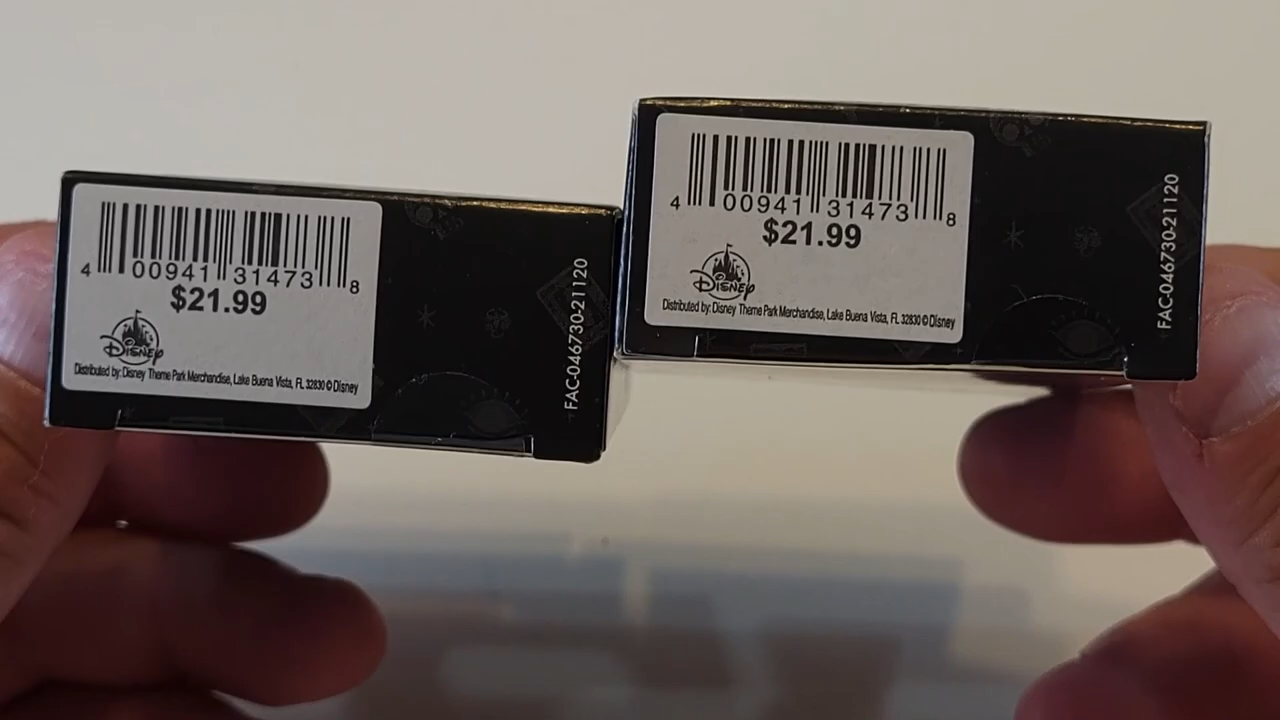 4 00941 31473 8
$21.99
Disney
Distributed by: Disney Theme Park Merchandise, Lake Buena Vista, FL 32830 © Disney
FAC-046730-21120
4 00941 31473 8
$21.99
Disney
Distributed by: Disney Theme Park Merchandise, Lake Buena Vista, FL 32830 © Disney
FAC-046730-21120